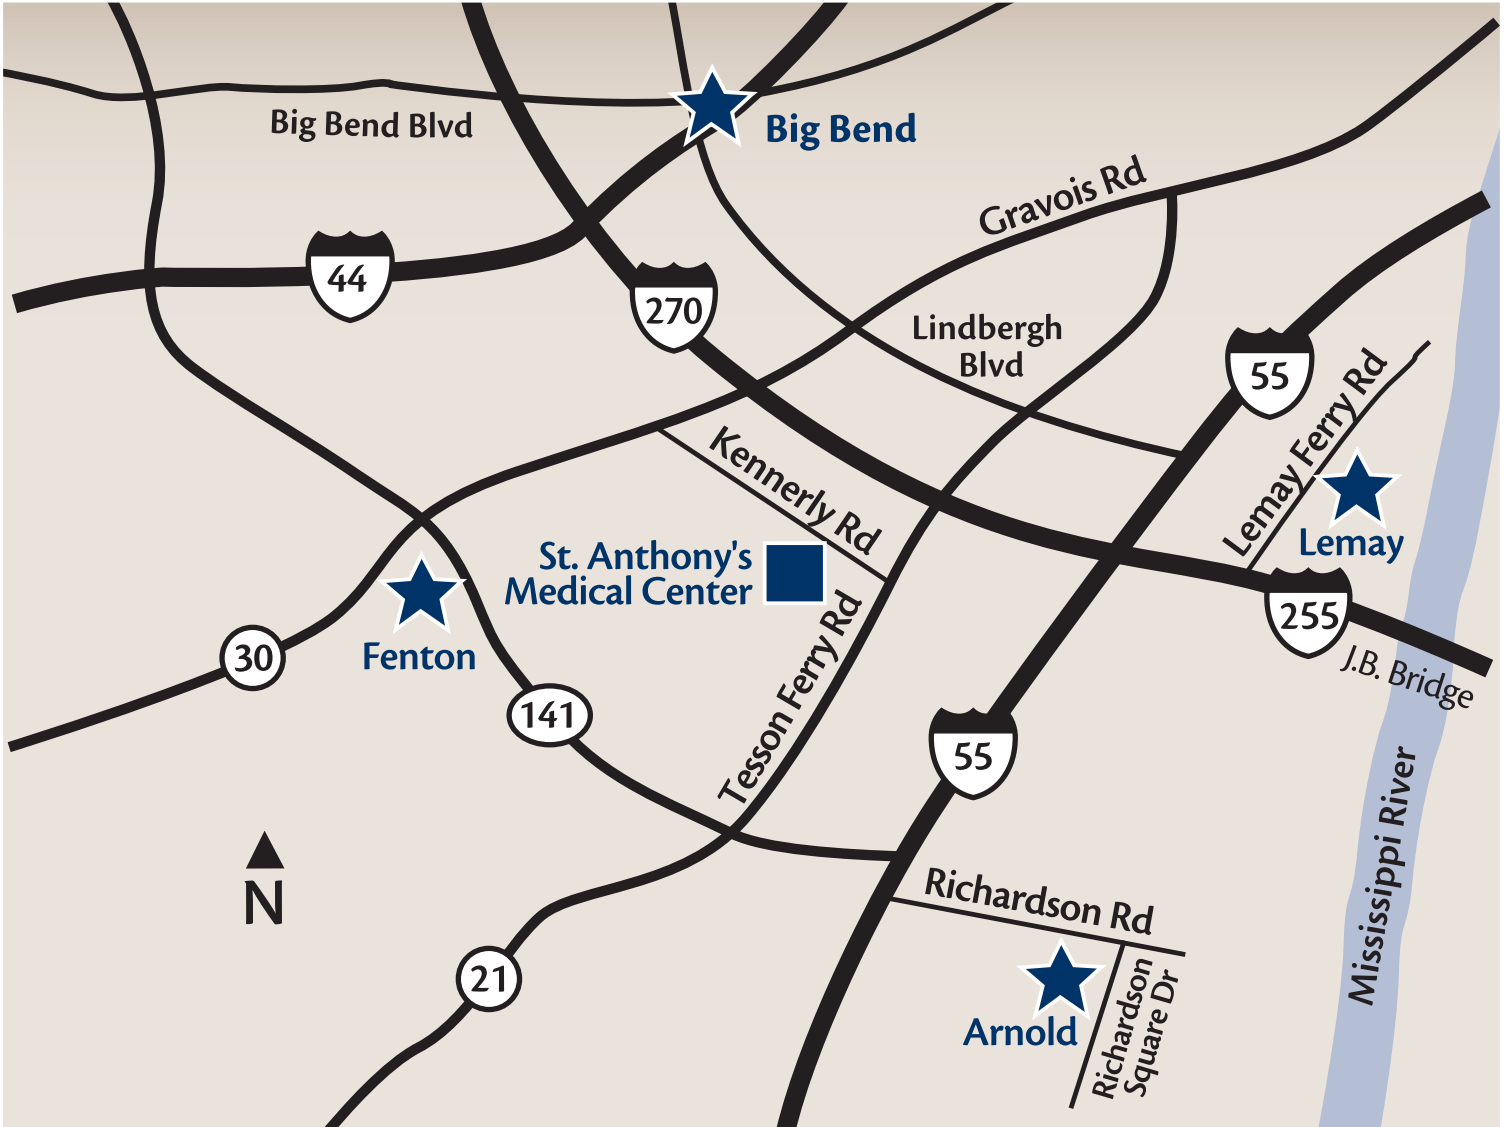 Big Bend Blvd
Big Bend
Gravois Rd
44
270
Lindbergh
Blvd
55
Lemay Ferry Rd
Kennerly Rd
Lemay
St. Anthony's
Medical Center
255
Fenton
Tesson Ferry Rd
30
J.B. Bridge
141
55
Mississippi River
N
Richardson Rd
21
Arnold
Richardson
Square Dr